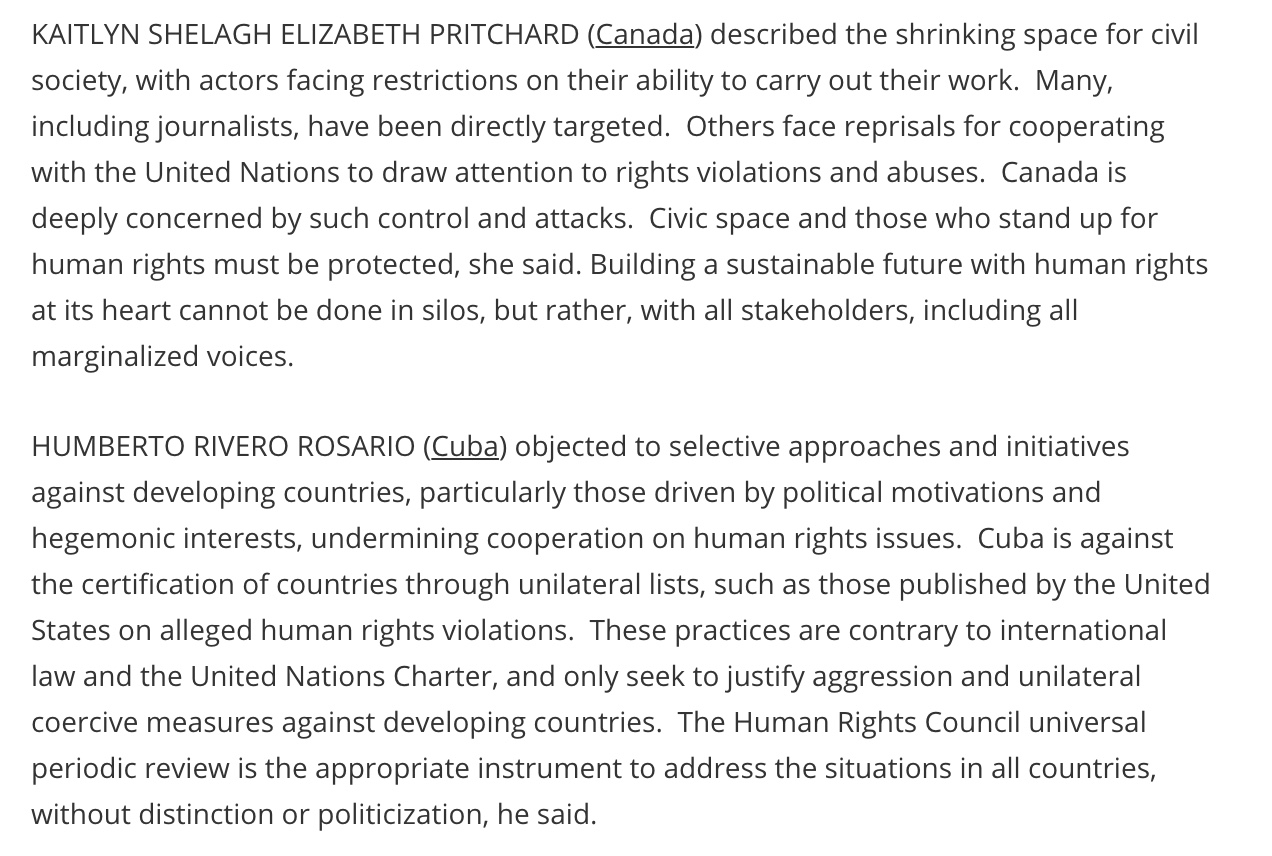 KAITLYN SHELAGH ELIZABETH PRITCHARD (Canada) described the shrinking space for civil
society, with actors facing restrictions on their ability to carry out their work.  Many,
including journalists, have been directly targeted.  Others face reprisals for cooperating
with the United Nations to draw attention to rights violations and abuses.  Canada is
deeply concerned by such control and attacks.  Civic space and those who stand up for
human rights must be protected, she said. Building a sustainable future with human rights
at its heart cannot be done in silos, but rather, with all stakeholders, including all
marginalized voices.
HUMBERTO RIVERO ROSARIO (Cuba) objected to selective approaches and initiatives
against developing countries, particularly those driven by political motivations and
hegemonic interests, undermining cooperation on human rights issues.  Cuba is against
the certification of countries through unilateral lists, such as those published by the United
States on alleged human rights violations.  These practices are contrary to international
law and the United Nations Charter, and only seek to justify aggression and unilateral
coercive measures against developing countries.  The Human Rights Council universal
periodic review is the appropriate instrument to address the situations in all countries,
without distinction or politicization, he said.